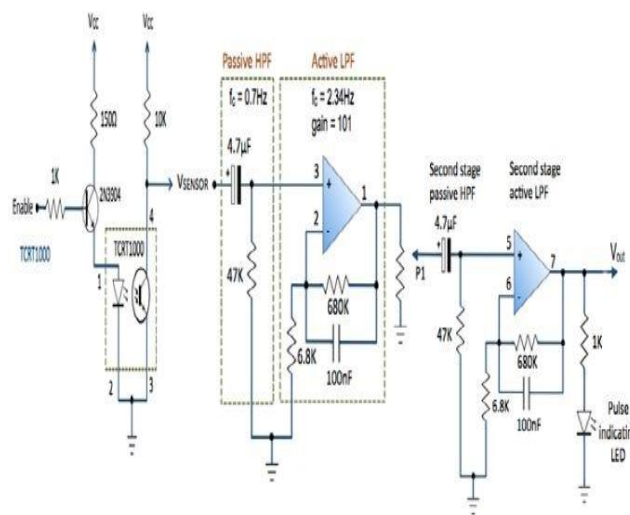 Vcc
Vcc
150Ω
10K
1K
2N3904
Enable
TCRT1000
4
TCRT1000
1
2
3
VSENSOR
Passive HPF
fc = 0.7Hz
4.7µF
47K
Active LPF
fc = 2.34Hz
gain = 101
3
2
1
680K
6.8K
100nF
P1
Second stage
passive HPF
4.7µF
47K
Second stage
active LPF
5
6
7
Vout
680K
6.8K
100nF
1K
Pulse
indicatin
LED